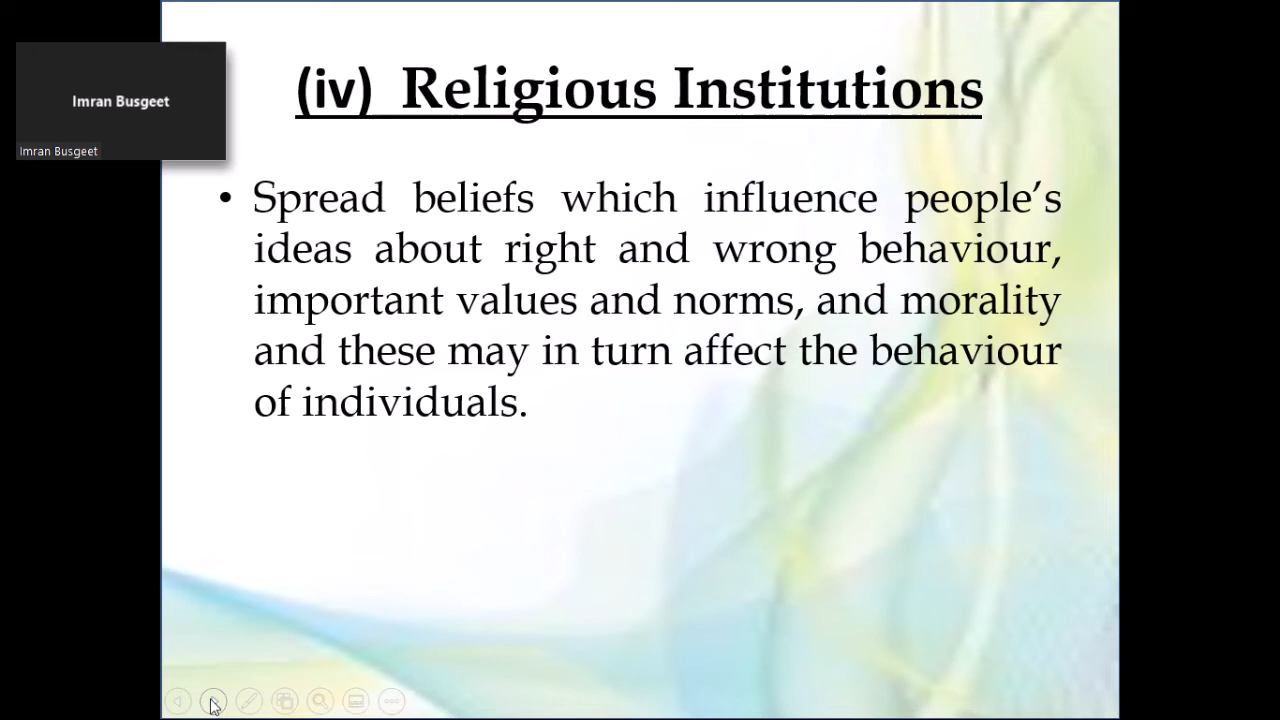 Imran Busgeet
Imran Busgeet
(iv) Religious Institutions
• Spread beliefs which influence people’s
ideas about right and wrong behaviour,
important values and norms, and morality
and these may in turn affect the behaviour
of individuals.